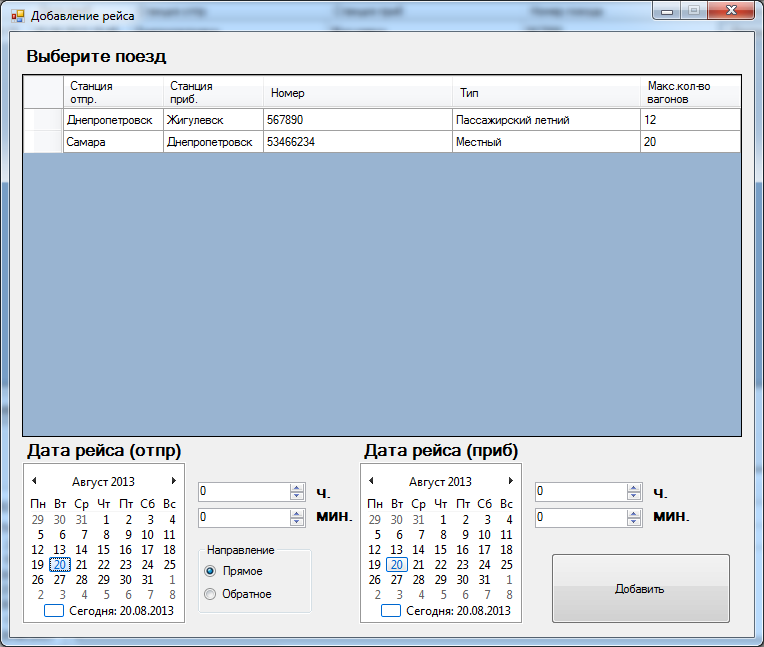 Добавление рейса
Выберите поезд
Станция отпр. Станция приб. Номер Тип Макс.кол-во вагонов
Днепропетровск Жигулевск 567890 Пассажирский летний 12
Самара Днепропетровск 53466234 Местный 20
Дата рейса (отпр)
Август 2013
Пн Вт Ср Чт Пт Сб Вс
29 30 31 1 2 3 4
5 6 7 8 9 10 11
12 13 14 15 16 17 18
19 20 21 22 23 24 25
26 27 28 29 30 31 1
2 3 4 5 6 7 8
Сегодня: 20.08.2013
0 ч.
0 мин.
Направление
Прямое
Обратное
Дата рейса (приб)
Август 2013
Пн Вт Ср Чт Пт Сб Вс
29 30 31 1 2 3 4
5 6 7 8 9 10 11
12 13 14 15 16 17 18
19 20 21 22 23 24 25
26 27 28 29 30 31 1
2 3 4 5 6 7 8
Сегодня: 20.08.2013
0 ч.
0 мин.
Добавить